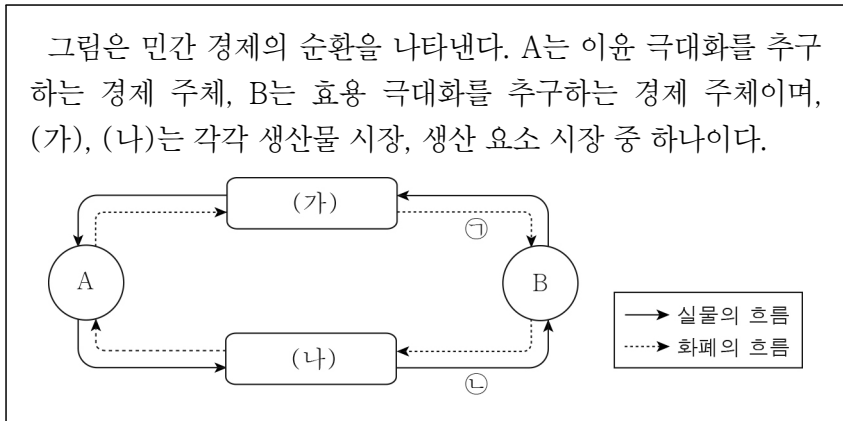 그림은 민간 경제의 순환을 나타낸다. A는 이윤 극대화를 추구
하는 경제 주체, B는 효용 극대화를 추구하는 경제 주체이며,
(가), (나)는 각각 생산물 시장, 생산 요소 시장 중 하나이다.
(가)
㉠
A
B
실물의 흐름
화폐의 흐름
(나)
㉡